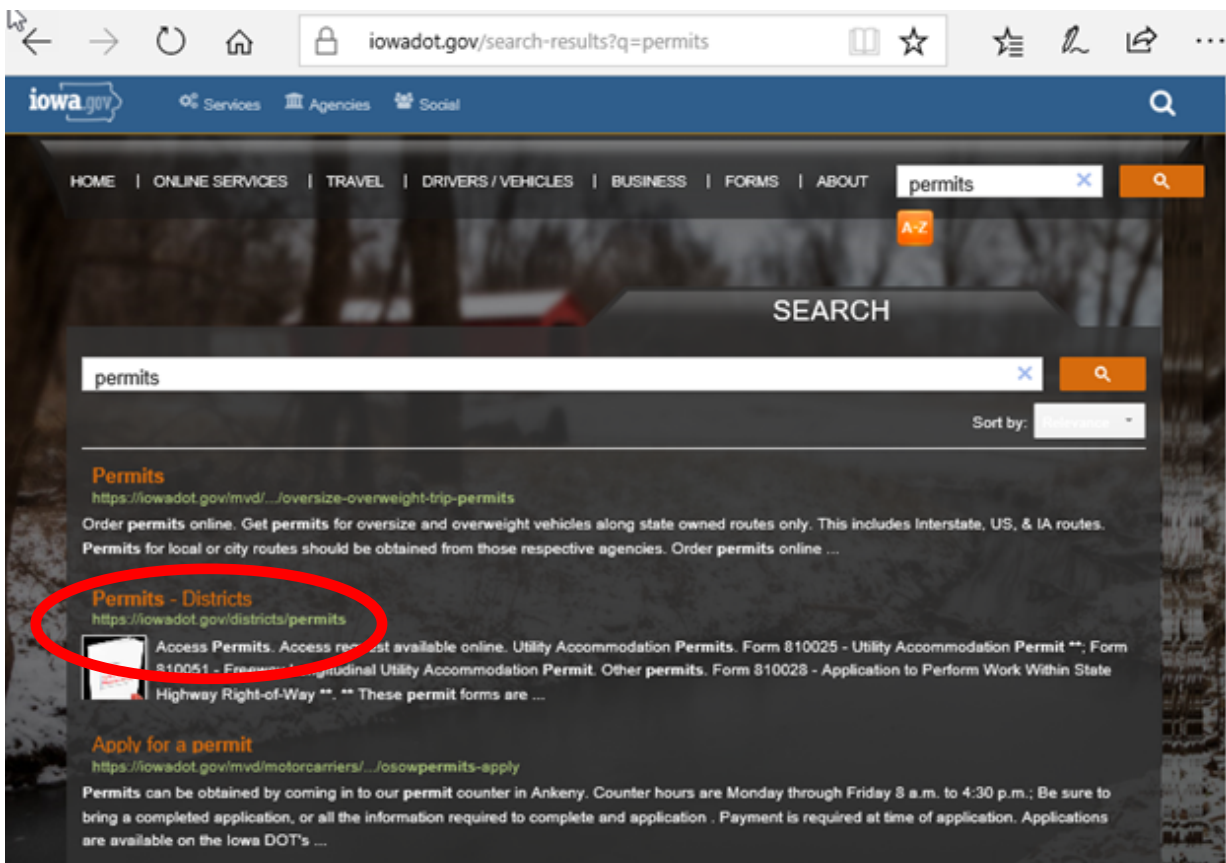 iowadot.gov/search-results?q=permits
iowa.gov Services Agencies Social
HOME | ONLINE SERVICES | TRAVEL | DRIVERS / VEHICLES | BUSINESS | FORMS | ABOUT permits
A-Z
SEARCH
permits
Sort by: Relevance
Permits
https://iowadot.gov/mvd/.../oversize-overweight-trip-permits
Order permits online. Get permits for oversize and overweight vehicles along state owned routes only. This includes Interstate, US, & IA routes.
Permits for local or city routes should be obtained from those respective agencies. Order permits online ...
Permits - Districts
https://iowadot.gov/districts/permits
Access Permits. Access request available online. Utility Accommodation Permits. Form 810025 - Utility Accommodation Permit **; Form
810051 - Freeway Longitudinal Utility Accommodation Permit. Other permits. Form 810028 - Application to Perform Work Within State
Highway Right-of-Way **. ** These permit forms are ...
Apply for a permit
https://iowadot.gov/mvd/motorcarriers/.../osowpermits-apply
Permits can be obtained by coming in to our permit counter in Ankeny. Counter hours are Monday through Friday 8 a.m. to 4:30 p.m.; Be sure to
bring a completed application, or all the information required to complete and application . Payment is required at time of application. Applications
are available on the Iowa DOT's ...